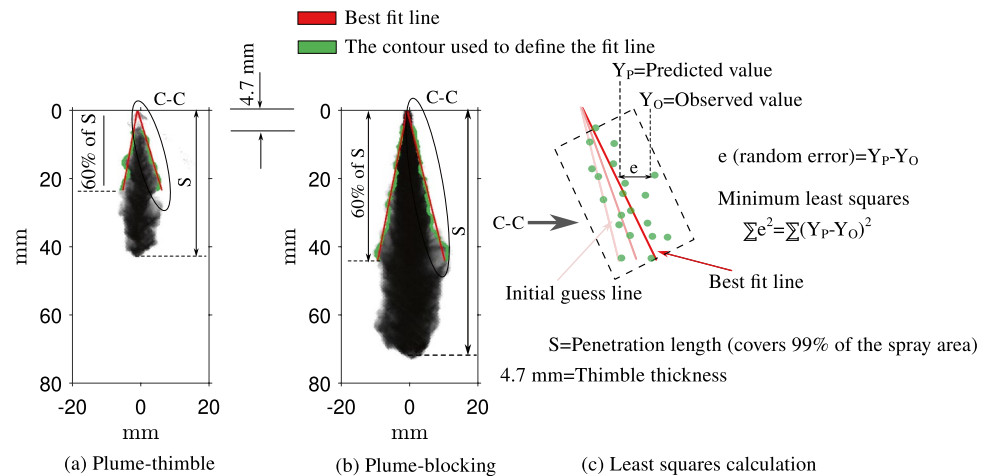 Best fit line
The contour used to define the fit line
4.7 mm
C-C
C-C
0
20
40
60
80
mm
60% of S
S
-20 0 20
mm
(a) Plume-thimble
0
20
40
60
80
mm
60% of S
S
-20 0 20
mm
(b) Plume-blocking
Y_P=Predicted value
Y_O=Observed value
e
e (random error)=Y_P-Y_O
Minimum least squares
∑e²=∑(Y_P-Y_O)²
C-C
Initial guess line
Best fit line
S=Penetration length (covers 99% of the spray area)
4.7 mm=Thimble thickness
(c) Least squares calculation